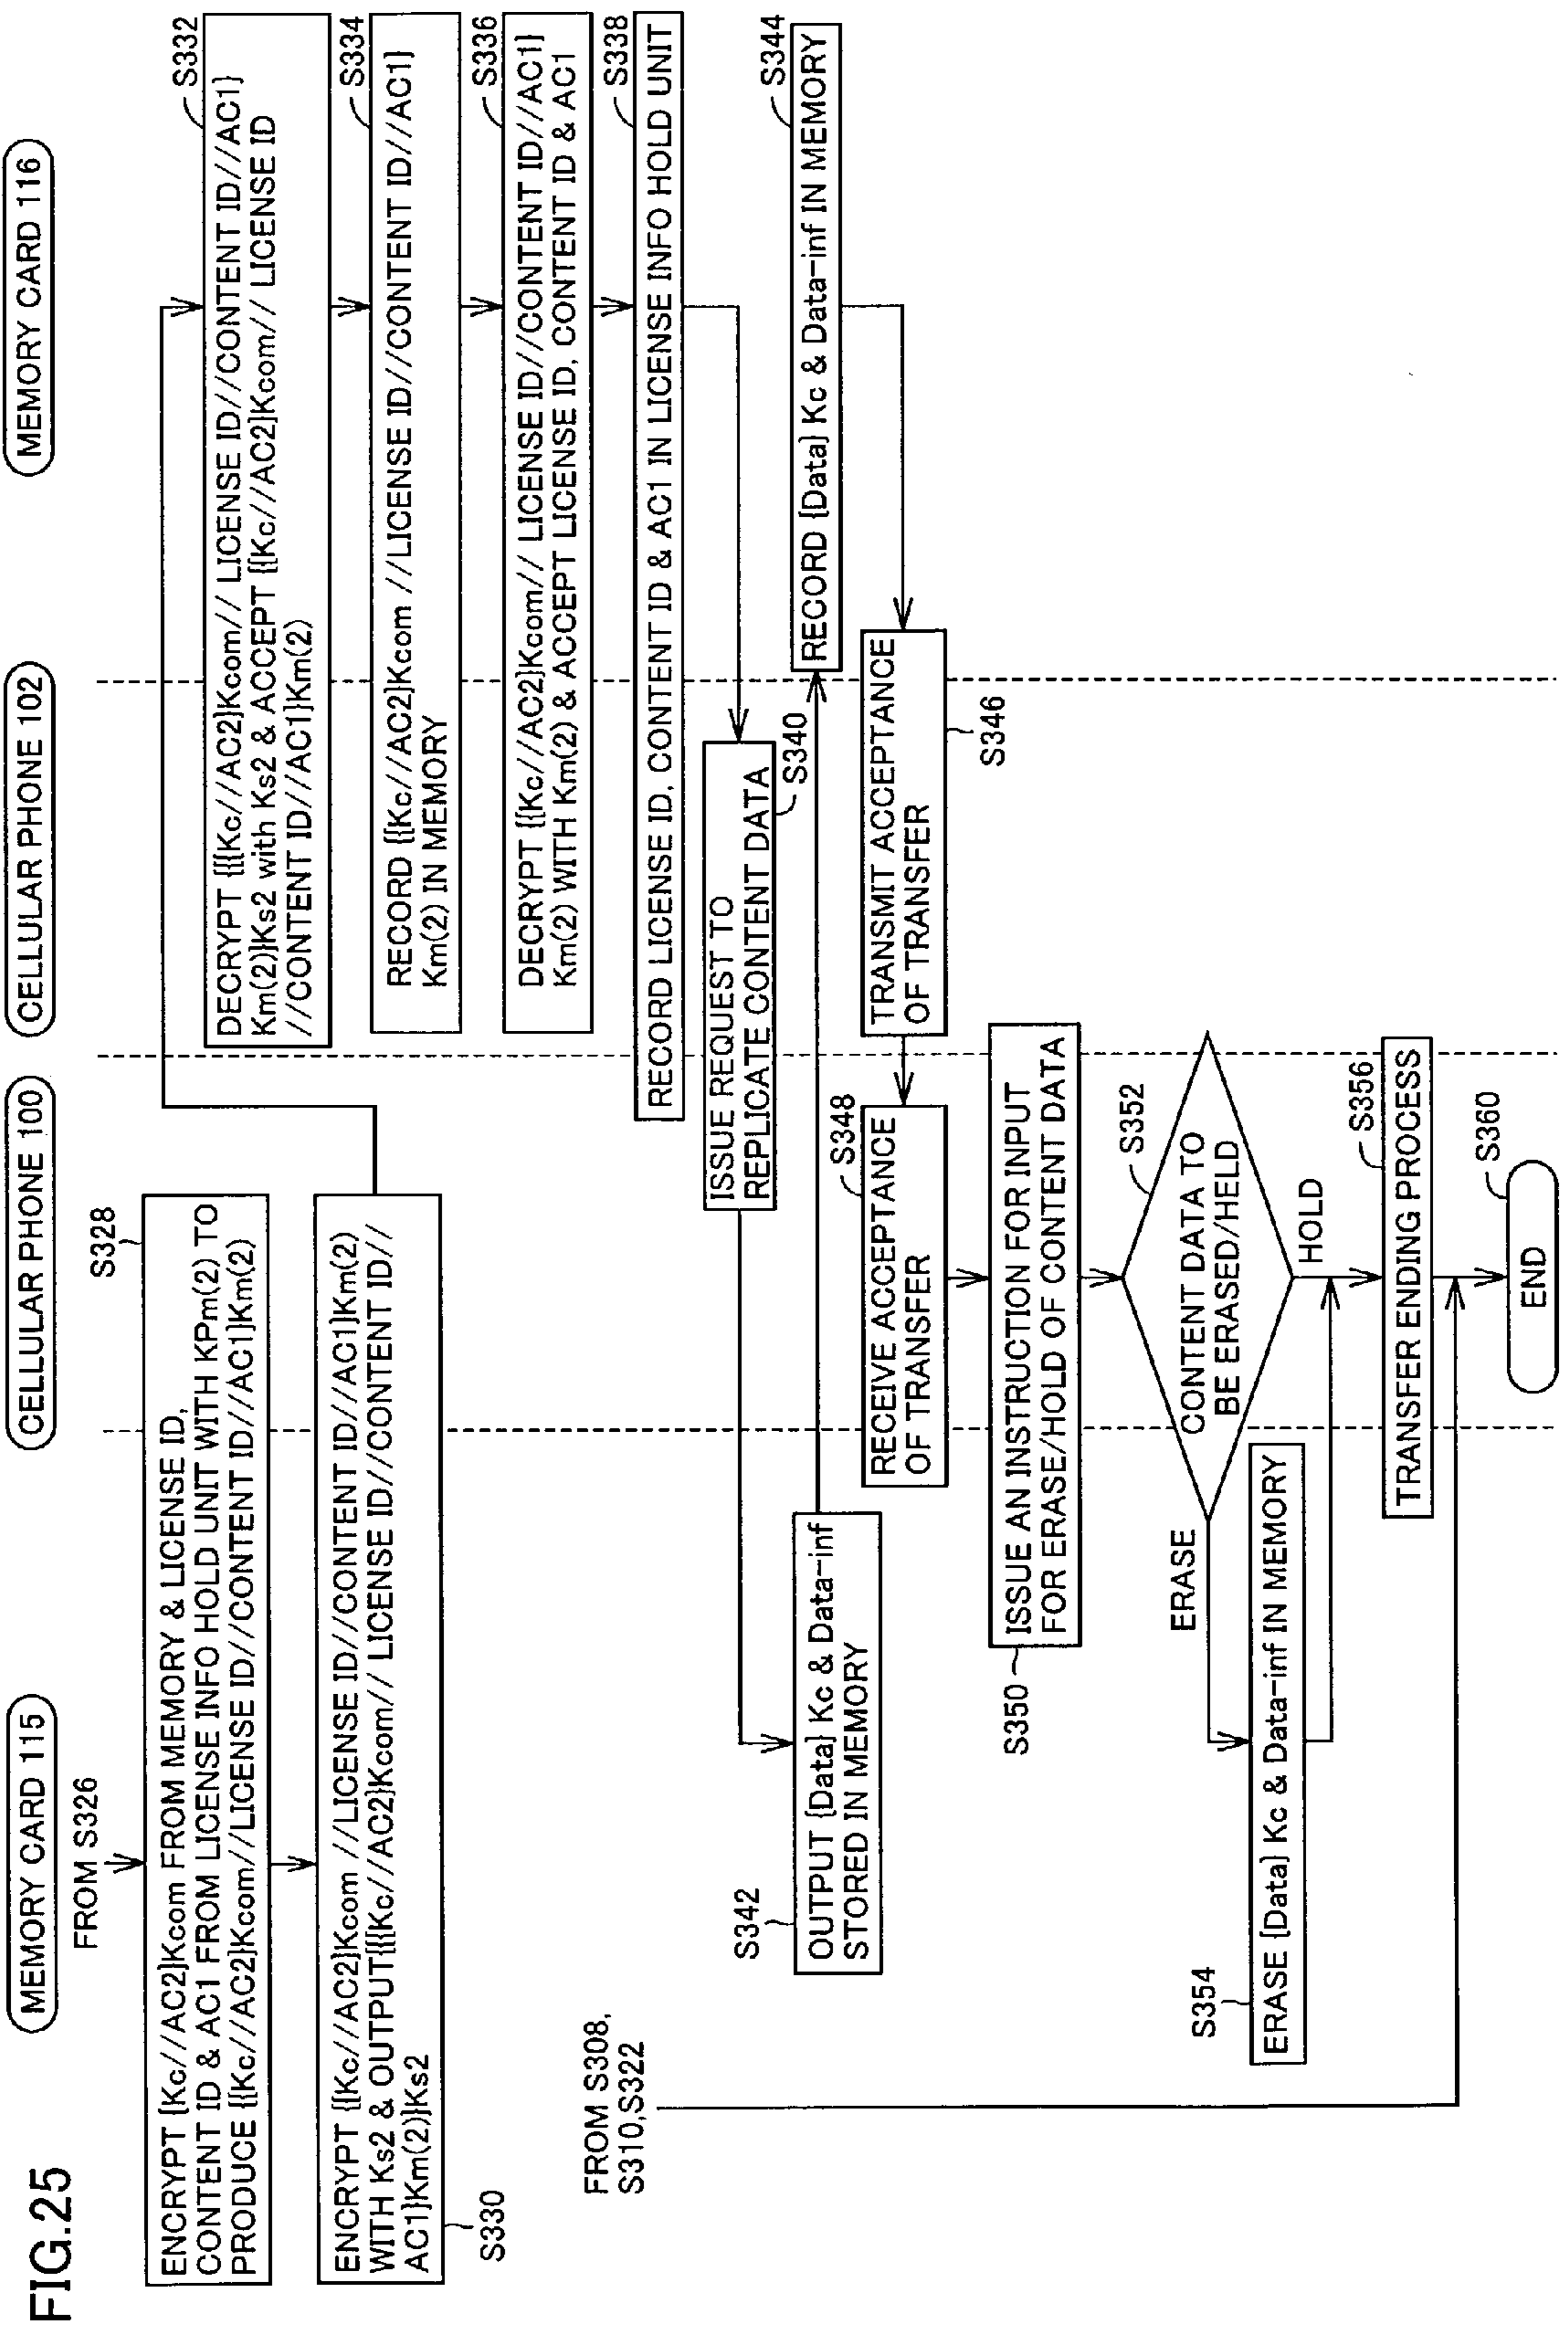 FIG.25
MEMORY CARD 115
CELLULAR PHONE 100
CELLULAR PHONE 102
MEMORY CARD 116
FROM S326
S328
ENCRYPT {Kc//AC2}Kcom FROM MEMORY & LICENSE ID,
CONTENT ID & AC1 FROM LICENSE INFO HOLD UNIT WITH KPm(2) TO
PRODUCE {{Kc//AC2}Kcom//LICENSE ID//CONTENT ID//AC1}Km(2)
ENCRYPT {{Kc//AC2}Kcom //LICENSE ID//CONTENT ID//AC1}Km(2)
WITH Ks2 & OUTPUT{{{Kc//AC2}Kcom// LICENSE ID//CONTENT ID//
AC1}Km(2)}Ks2
S330
S332
DECRYPT {{{Kc//AC2}Kcom// LICENSE ID//CONTENT ID//AC1}
Km(2)}Ks2 with Ks2 & ACCEPT {{Kc//AC2}Kcom// LICENSE ID
//CONTENT ID//AC1}Km(2)
S334
RECORD {{Kc//AC2}Kcom //LICENSE ID//CONTENT ID//AC1}
Km(2) IN MEMORY
S336
DECRYPT {{Kc//AC2}Kcom// LICENSE ID//CONTENT ID//AC1}
Km(2) WITH Km(2) & ACCEPT LICENSE ID, CONTENT ID & AC1
S338
RECORD LICENSE ID, CONTENT ID & AC1 IN LICENSE INFO HOLD UNIT
ISSUE REQUEST TO
REPLICATE CONTENT DATA
S340
S342
OUTPUT {Data} Kc & Data-inf
STORED IN MEMORY
S344
RECORD {Data} Kc & Data-inf IN MEMORY
TRANSMIT ACCEPTANCE
OF TRANSFER
S346
S348
RECEIVE ACCEPTANCE
OF TRANSFER
S350
ISSUE AN INSTRUCTION FOR INPUT
FOR ERASE/HOLD OF CONTENT DATA
S352
CONTENT DATA TO
BE ERASED/HELD
ERASE
HOLD
S354
ERASE {Data} Kc & Data-inf IN MEMORY
S356
TRANSFER ENDING PROCESS
FROM S308,
S310,S322
S360
END